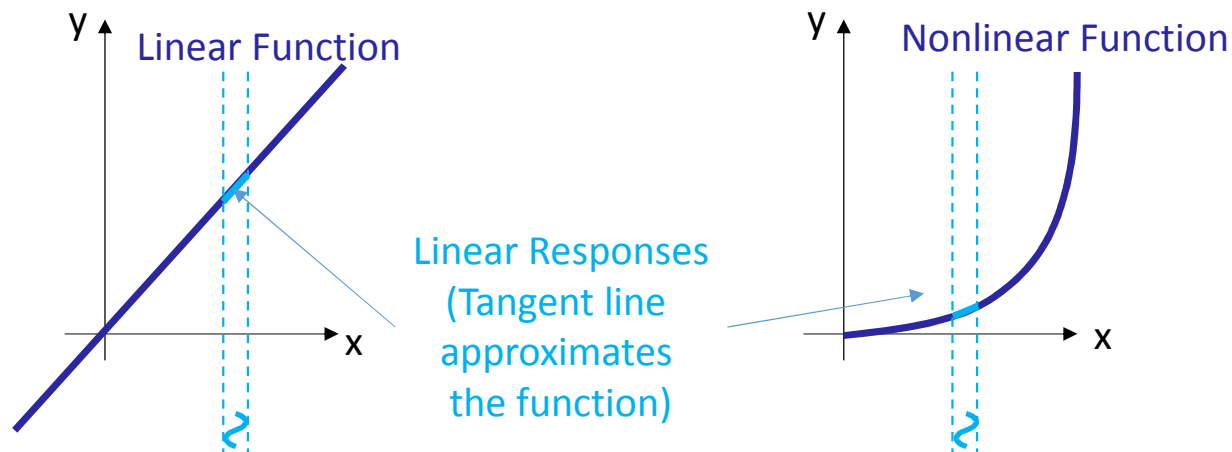 y
Linear Function
x
Linear Responses
(Tangent line
approximates
the function)
y
Nonlinear Function
x